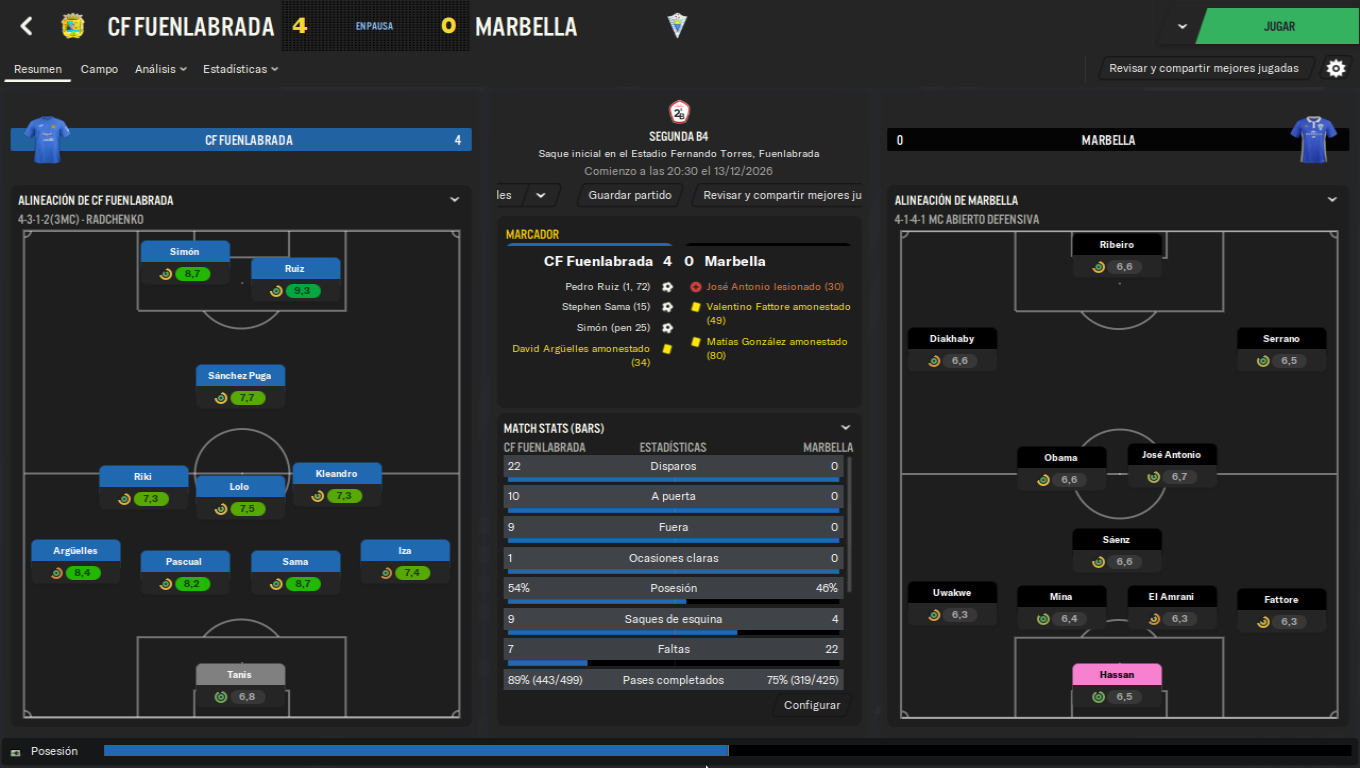 CF FUENLABRADA
4
EN PAUSA
0
MARBELLA
JUGAR
Resumen
Campo
Análisis
Estadísticas
Revisar y compartir mejores jugadas
CF FUENLABRADA
4
2ªB
SEGUNDA B4
Saque inicial en el Estadio Fernando Torres, Fuenlabrada
Comienzo a las 20:30 el 13/12/2026
les
Guardar partido
Revisar y compartir mejores ju
0
MARBELLA
ALINEACIÓN DE CF FUENLABRADA
4-3-1-2(3MC) - RADCHENKO
Simón
8,7
Ruiz
9,3
Sánchez Puga
7,7
Riki
7,3
Lolo
7,5
Kleandro
7,3
Argüelles
8,4
Pascual
8,2
Sama
8,7
Iza
7,4
Tanis
6,8
MARCADOR
CF Fuenlabrada 4 0 Marbella
Pedro Ruiz (1, 72)
José Antonio lesionado (30)
Stephen Sama (15)
Valentino Fattore amonestado
(49)
Simón (pen 25)
David Argüelles amonestado
(34)
Matías González amonestado
(80)
MATCH STATS (BARS)
CF FUENLABRADA ESTADÍSTICAS MARBELLA
22 Disparos 0
10 A puerta 0
9 Fuera 0
1 Ocasiones claras 0
54% Posesión 46%
9 Saques de esquina 4
7 Faltas 22
89% (443/499) Pases completados 75% (319/425)
Configurar
ALINEACIÓN DE MARBELLA
4-1-4-1 MC ABIERTO DEFENSIVA
Ribeiro
6,6
Diakhaby
6,6
Serrano
6,5
Obama
6,6
José Antonio
6,7
Sáenz
6,6
Uwakwe
6,3
Mina
6,4
El Amrani
6,3
Fattore
6,3
Hassan
6,5
Posesión